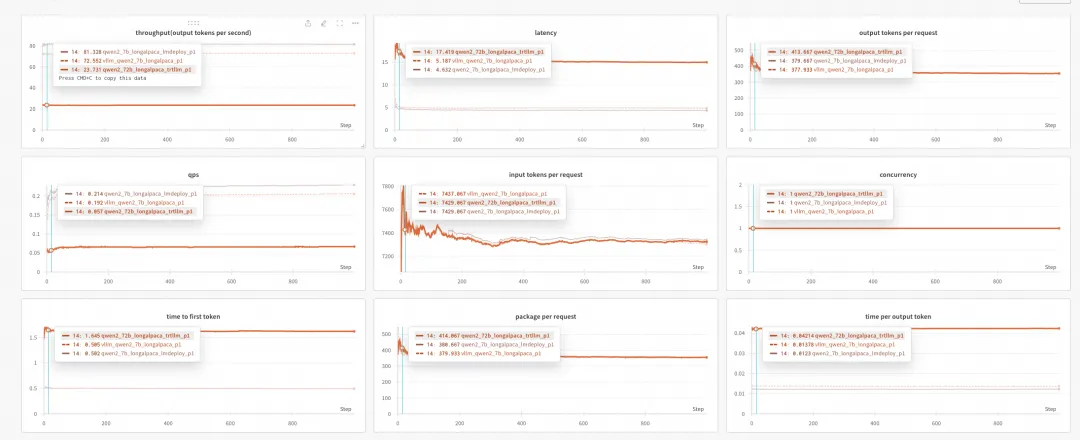 throughput(output tokens per second)
14: 81.328 qwen2_7b_longalpaca_lmdeploy_p1
14: 72.552 vllm_qwen2_7b_longalpaca_p1
14: 23.731 qwen2_72b_longalpaca_trtllm_p1
Press CMD+C to copy this data
80
60
40
20
0
0
200
400
600
800
Step
latency
14: 17.419 qwen2_72b_longalpaca_trtllm_p1
14: 5.187 vllm_qwen2_7b_longalpaca_p1
14: 4.632 qwen2_7b_longalpaca_lmdeploy_p1
15
10
5
0
0
200
400
600
800
Step
output tokens per request
14: 413.667 qwen2_72b_longalpaca_trtllm_p1
14: 379.667 qwen2_7b_longalpaca_lmdeploy_p1
14: 377.933 vllm_qwen2_7b_longalpaca_p1
500
400
300
200
100
0
0
200
400
600
800
Step
qps
14: 0.214 qwen2_7b_longalpaca_lmdeploy_p1
14: 0.192 vllm_qwen2_7b_longalpaca_p1
14: 0.057 qwen2_72b_longalpaca_trtllm_p1
0.2
0.15
0.1
0.05
0
0
200
400
600
800
Step
input tokens per request
14: 7437.067 vllm_qwen2_7b_longalpaca_p1
14: 7429.067 qwen2_72b_longalpaca_trtllm_p1
14: 7429.067 qwen2_7b_longalpaca_lmdeploy_p1
7800
7600
7400
7200
0
200
400
600
800
Step
concurrency
14: 1 qwen2_72b_longalpaca_trtllm_p1
14: 1 qwen2_7b_longalpaca_lmdeploy_p1
14: 1 vllm_qwen2_7b_longalpaca_p1
2
1.5
1
0.5
0
0
200
400
600
800
Step
time to first token
14: 1.645 qwen2_72b_longalpaca_trtllm_p1
14: 0.505 vllm_qwen2_7b_longalpaca_p1
14: 0.502 qwen2_7b_longalpaca_lmdeploy_p1
1.5
1
0.5
0
0
200
400
600
800
Step
package per request
14: 414.067 qwen2_72b_longalpaca_trtllm_p1
14: 380.667 qwen2_7b_longalpaca_lmdeploy_p1
14: 379.933 vllm_qwen2_7b_longalpaca_p1
500
400
300
200
100
0
0
200
400
600
800
Step
time per output token
14: 0.04214 qwen2_72b_longalpaca_trtllm_p1
14: 0.01378 vllm_qwen2_7b_longalpaca_p1
14: 0.0123 qwen2_7b_longalpaca_lmdeploy_p1
0.04
0.03
0.02
0.01
0
0
200
400
600
800
Step